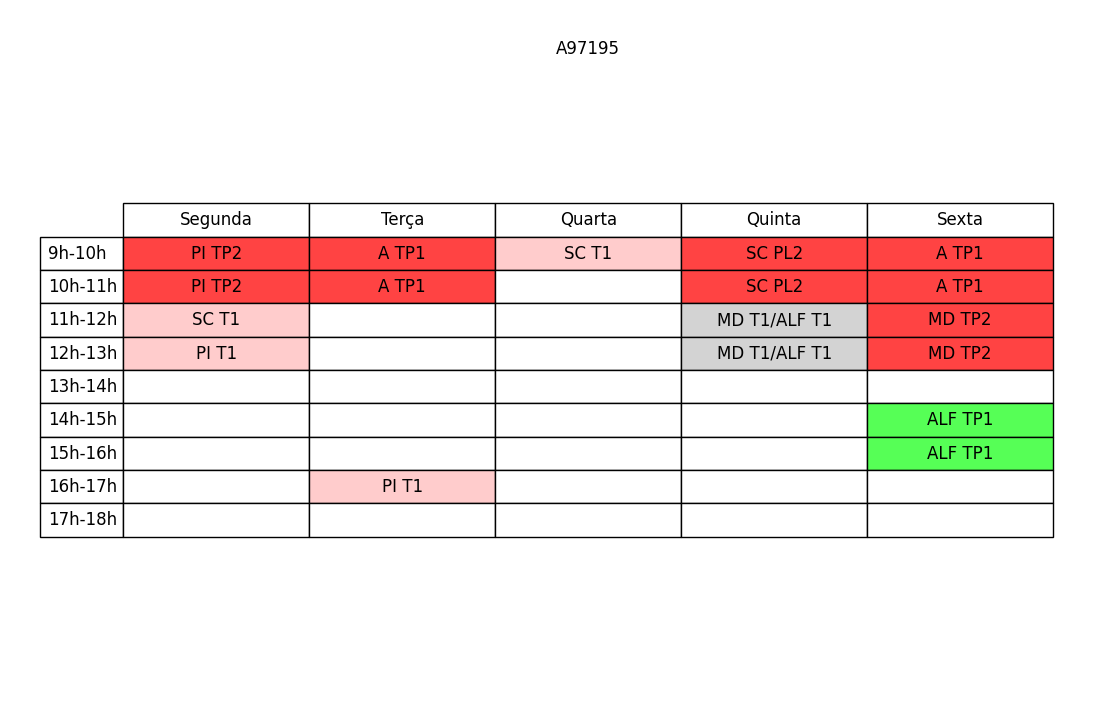 A97195
Segunda Terça Quarta Quinta Sexta
9h-10h PI TP2 A TP1 SC T1 SC PL2 A TP1
10h-11h PI TP2 A TP1 SC PL2 A TP1
11h-12h SC T1 MD T1/ALF T1 MD TP2
12h-13h PI T1 MD T1/ALF T1 MD TP2
13h-14h
14h-15h ALF TP1
15h-16h ALF TP1
16h-17h PI T1
17h-18h